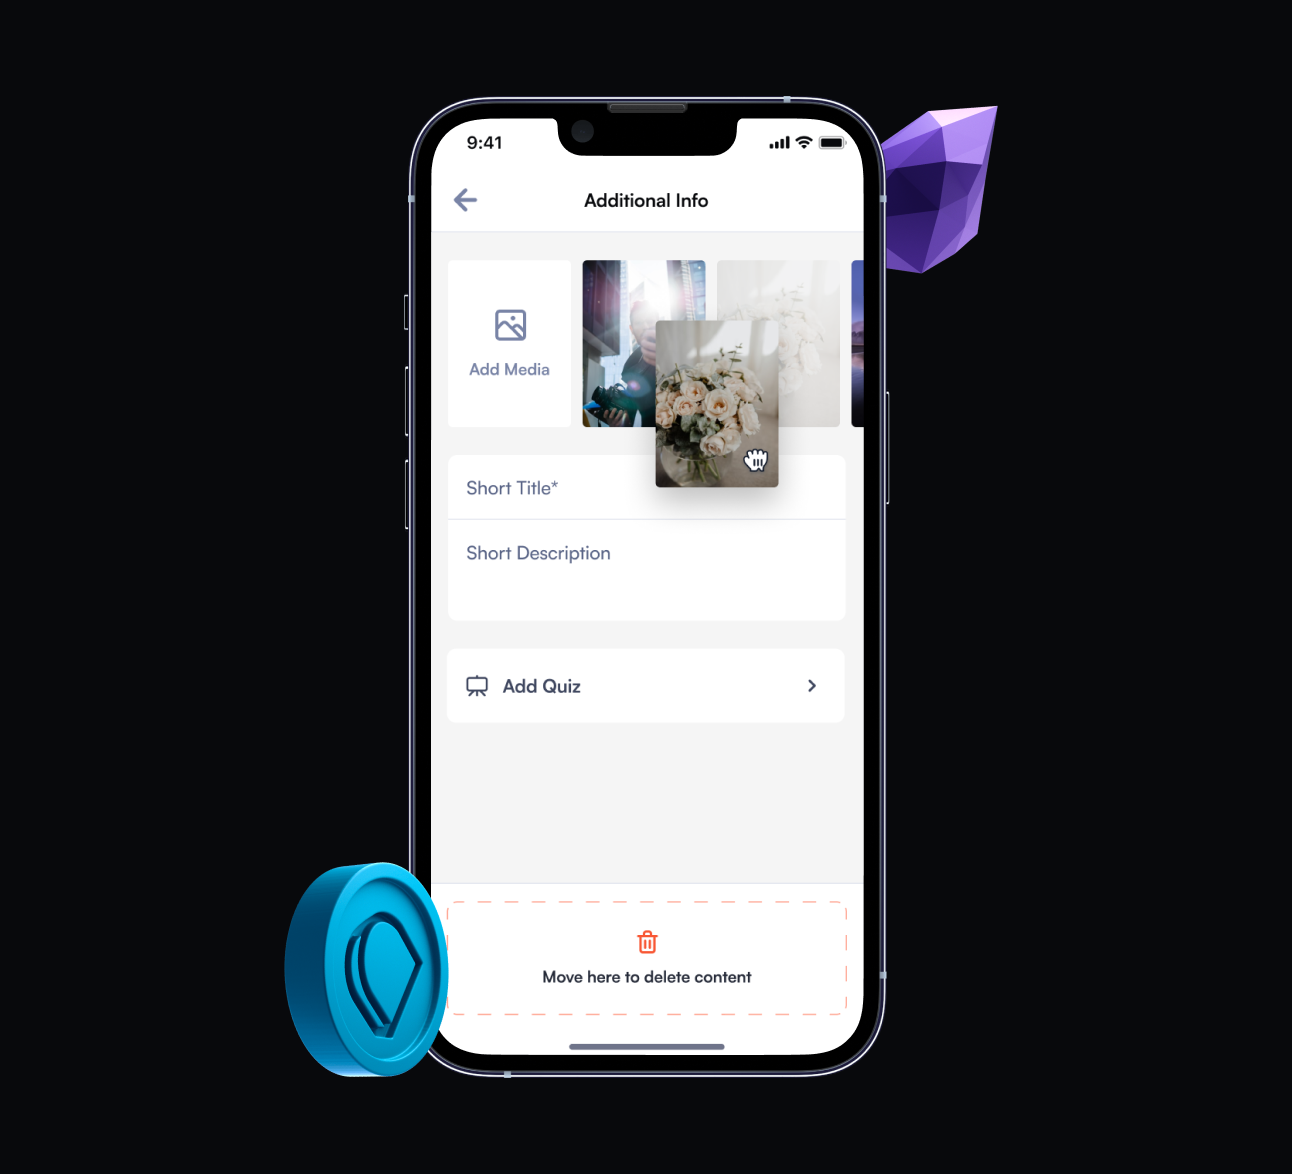 9:41
Additional Info
Add Media
Short Title*
Short Description
Add Quiz
Move here to delete content